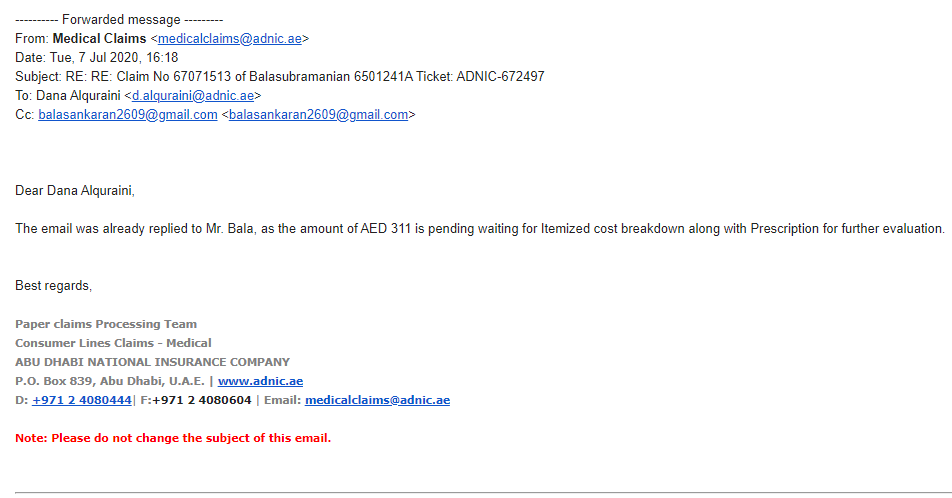 ---------- Forwarded message ---------
From: Medical Claims <medicalclaims@adnic.ae>
Date: Tue, 7 Jul 2020, 16:18
Subject: RE: RE: Claim No 67071513 of Balasubramanian 6501241A Ticket: ADNIC-672497
To: Dana Alquraini <d.alquraini@adnic.ae>
Cc: balasankaran2609@gmail.com <balasankaran2609@gmail.com>
Dear Dana Alquraini,
The email was already replied to Mr. Bala, as the amount of AED 311 is pending waiting for Itemized cost breakdown along with Prescription for further evaluation.
Best regards,
Paper claims Processing Team
Consumer Lines Claims - Medical
ABU DHABI NATIONAL INSURANCE COMPANY
P.O. Box 839, Abu Dhabi, U.A.E. | www.adnic.ae
D: +971 2 4080444| F:+971 2 4080604 | Email: medicalclaims@adnic.ae
Note: Please do not change the subject of this email.